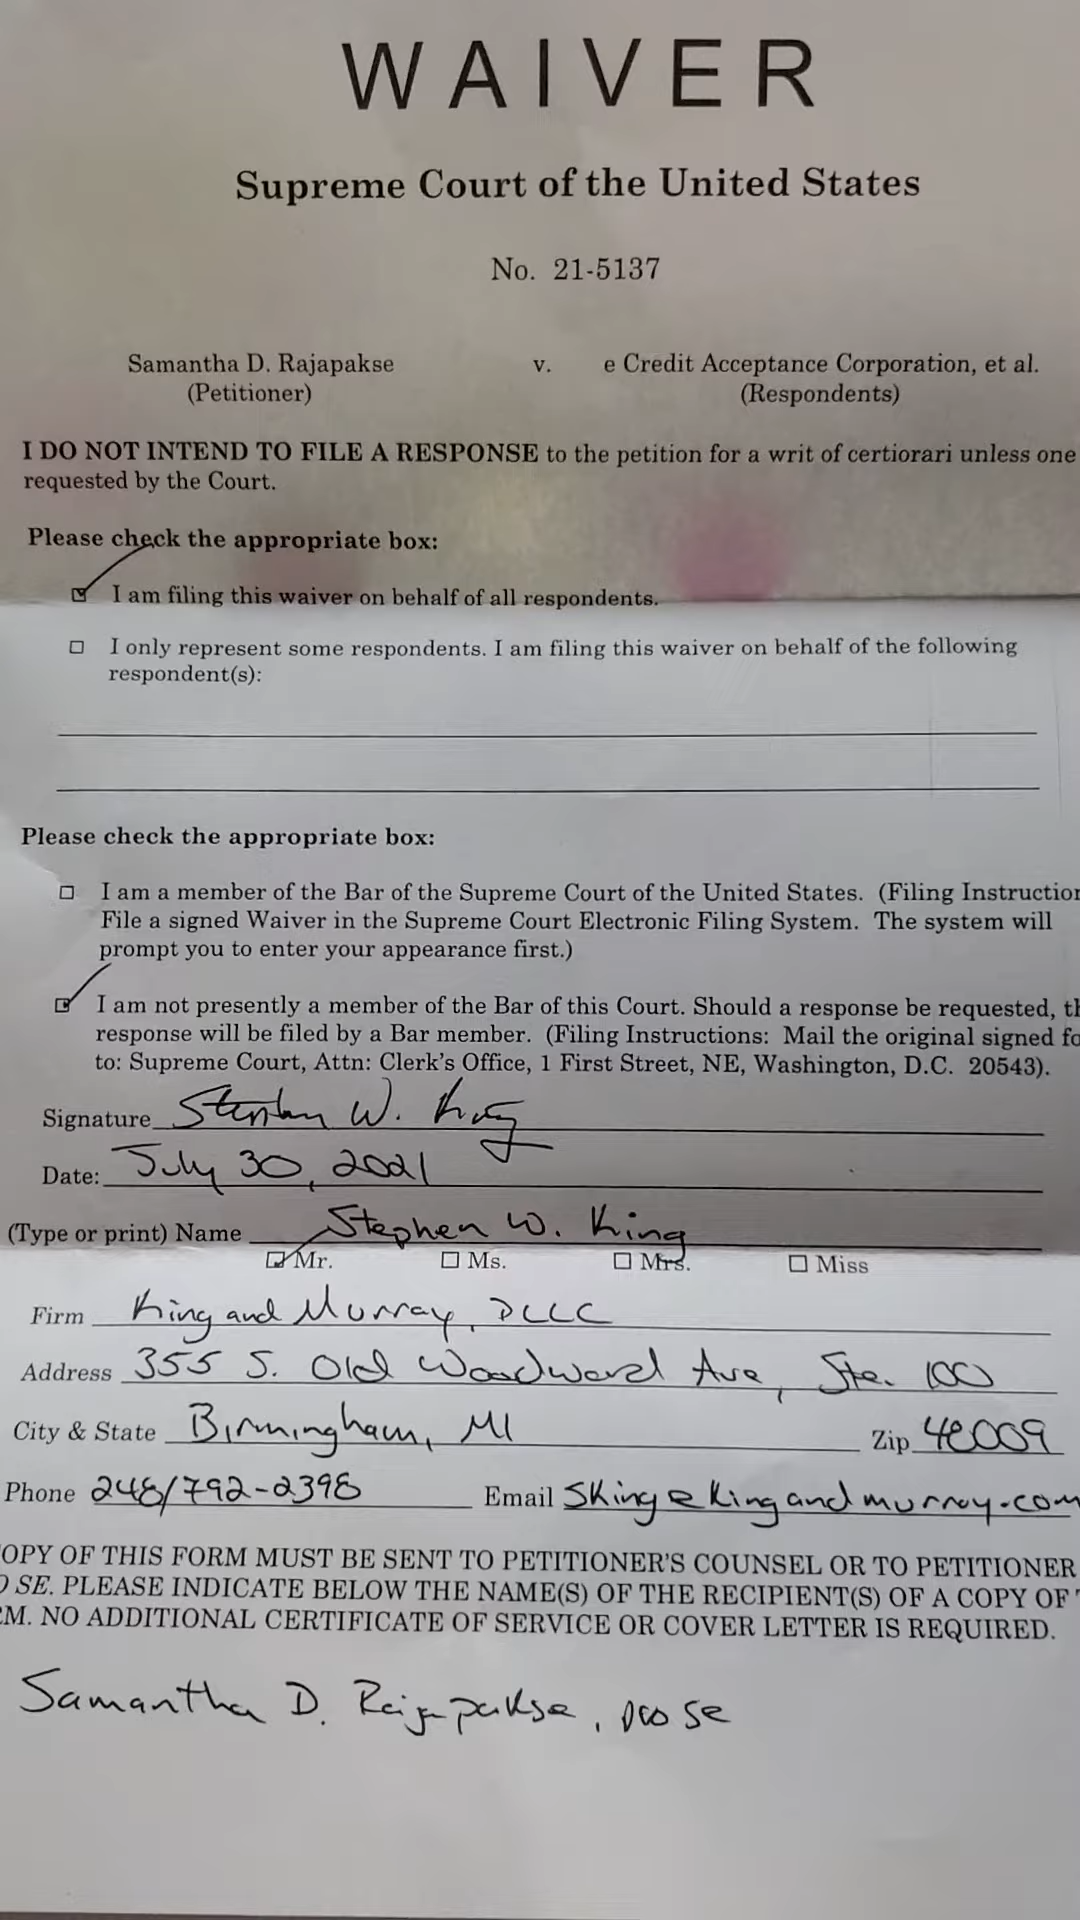 WAIVER
Supreme Court of the United States
No. 21-5137
Samantha D. Rajapakse v. e Credit Acceptance Corporation, et al.
(Petitioner) (Respondents)
I DO NOT INTEND TO FILE A RESPONSE to the petition for a writ of certiorari unless one
requested by the Court.
Please check the appropriate box:
I am filing this waiver on behalf of all respondents.
I only represent some respondents. I am filing this waiver on behalf of the following
respondent(s):
Please check the appropriate box:
I am a member of the Bar of the Supreme Court of the United States. (Filing Instruction
File a signed Waiver in the Supreme Court Electronic Filing System. The system will
prompt you to enter your appearance first.)
I am not presently a member of the Bar of this Court. Should a response be requested, th
response will be filed by a Bar member. (Filing Instructions: Mail the original signed fo
to: Supreme Court, Attn: Clerk's Office, 1 First Street, NE, Washington, D.C. 20543).
Signature Stephen W. King
Date: July 30, 2021
(Type or print) Name Stephen W. King
Mr. Ms. Mrs. Miss
Firm King and Murray, PLLC
Address 355 S. Old Woodward Ave, Ste. 100
City & State Birmingham, MI Zip 48009
Phone 248/792-2398 Email sking@kingandmurray.com
OPY OF THIS FORM MUST BE SENT TO PETITIONER'S COUNSEL OR TO PETITIONER
O SE. PLEASE INDICATE BELOW THE NAME(S) OF THE RECIPIENT(S) OF A COPY OF
RM. NO ADDITIONAL CERTIFICATE OF SERVICE OR COVER LETTER IS REQUIRED.
Samantha D. Rajapakse, pro se